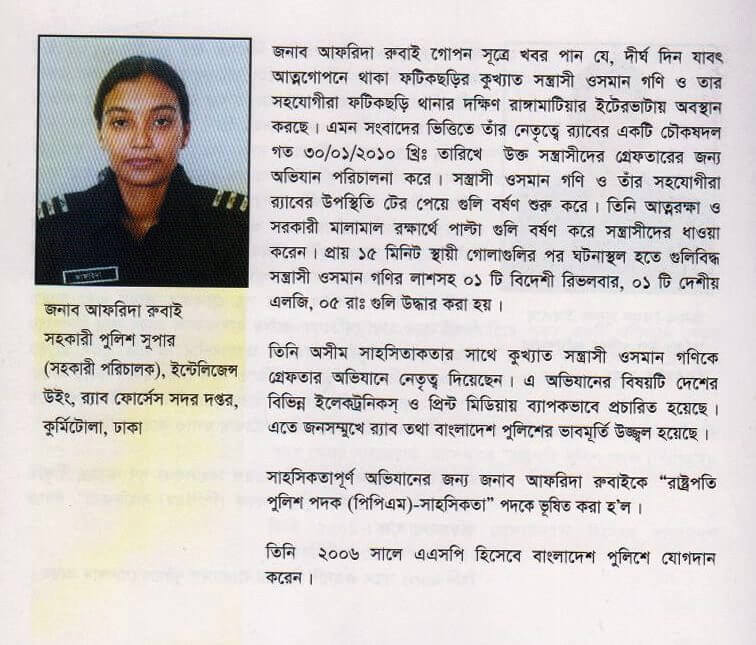 আফরিদা
জনাব আফরিদা রুবাই
সহকারী পুলিশ সুপার
(সহকারী পরিচালক), ইন্টেলিজেন্স
উইং, র‍্যাব ফোর্সেস সদর দপ্তর,
কুর্মিটোলা, ঢাকা
জনাব আফরিদা রুবাই গোপন সূত্রে খবর পান যে, দীর্ঘ দিন যাবৎ
আত্নগোপনে থাকা ফটিকছড়ির কুখ্যাত সন্ত্রাসী ওসমান গণি ও তার
সহযোগীরা ফটিকছড়ি থানার দক্ষিণ রাঙ্গামাটিয়ার ইটেরভাটায় অবস্থান
করছে। এমন সংবাদের ভিত্তিতে তাঁর নেতৃত্বে র‍্যাবের একটি চৌকষদল
গত ৩০/০১/২০১০ খ্রিঃ তারিখে উক্ত সন্ত্রাসীদের গ্রেফতারের জন্য
অভিযান পরিচালনা করে। সন্ত্রাসী ওসমান গণি ও তাঁর সহযোগীরা
র‍্যাবের উপস্থিতি টের পেয়ে গুলি বর্ষণ শুরু করে। তিনি আত্নরক্ষা ও
সরকারী মালামাল রক্ষার্থে পাল্টা গুলি বর্ষণ করে সন্ত্রাসীদের ধাওয়া
করেন। প্রায় ১৫ মিনিট স্থায়ী গোলাগুলির পর ঘটনাস্থল হতে গুলিবিদ্ধ
সন্ত্রাসী ওসমান গণির লাশসহ ০১ টি বিদেশী রিভলবার, ০১ টি দেশীয়
এলজি, ০৫ রাঃ গুলি উদ্ধার করা হয়।
তিনি অসীম সাহসিতাকতার সাথে কুখ্যাত সন্ত্রাসী ওসমান গণিকে
গ্রেফতার অভিযানে নেতৃত্ব দিয়েছেন। এ অভিযানের বিষয়টি দেশের
বিভিন্ন ইলেকট্রনিকস্ ও প্রিন্ট মিডিয়ায় ব্যাপকভাবে প্রচারিত হয়েছে।
এতে জনসম্মুখে র‍্যাব তথা বাংলাদেশ পুলিশের ভাবমূর্তি উজ্জ্বল হয়েছে।
সাহসিকতাপূর্ণ অভিযানের জন্য জনাব আফরিদা রুবাইকে “রাষ্ট্রপতি
পুলিশ পদক (পিপিএম)-সাহসিকতা” পদকে ভূষিত করা হ'ল।
তিনি ২০০৬ সালে এএসপি হিসেবে বাংলাদেশ পুলিশে যোগদান
করেন।